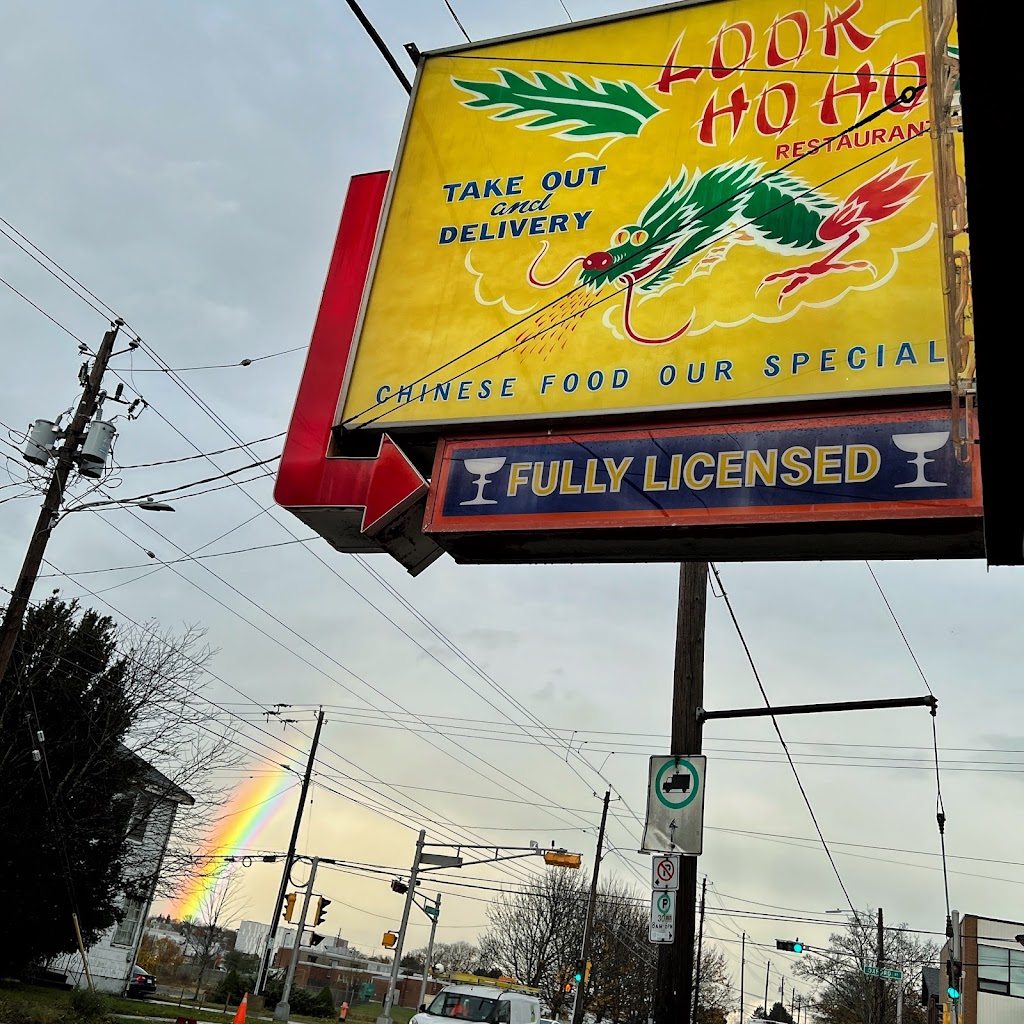 LOOK
HO HO
RESTAURANT
TAKE OUT
and
DELIVERY
CHINESE FOOD OUR SPECIAL
FULLY LICENSED
P